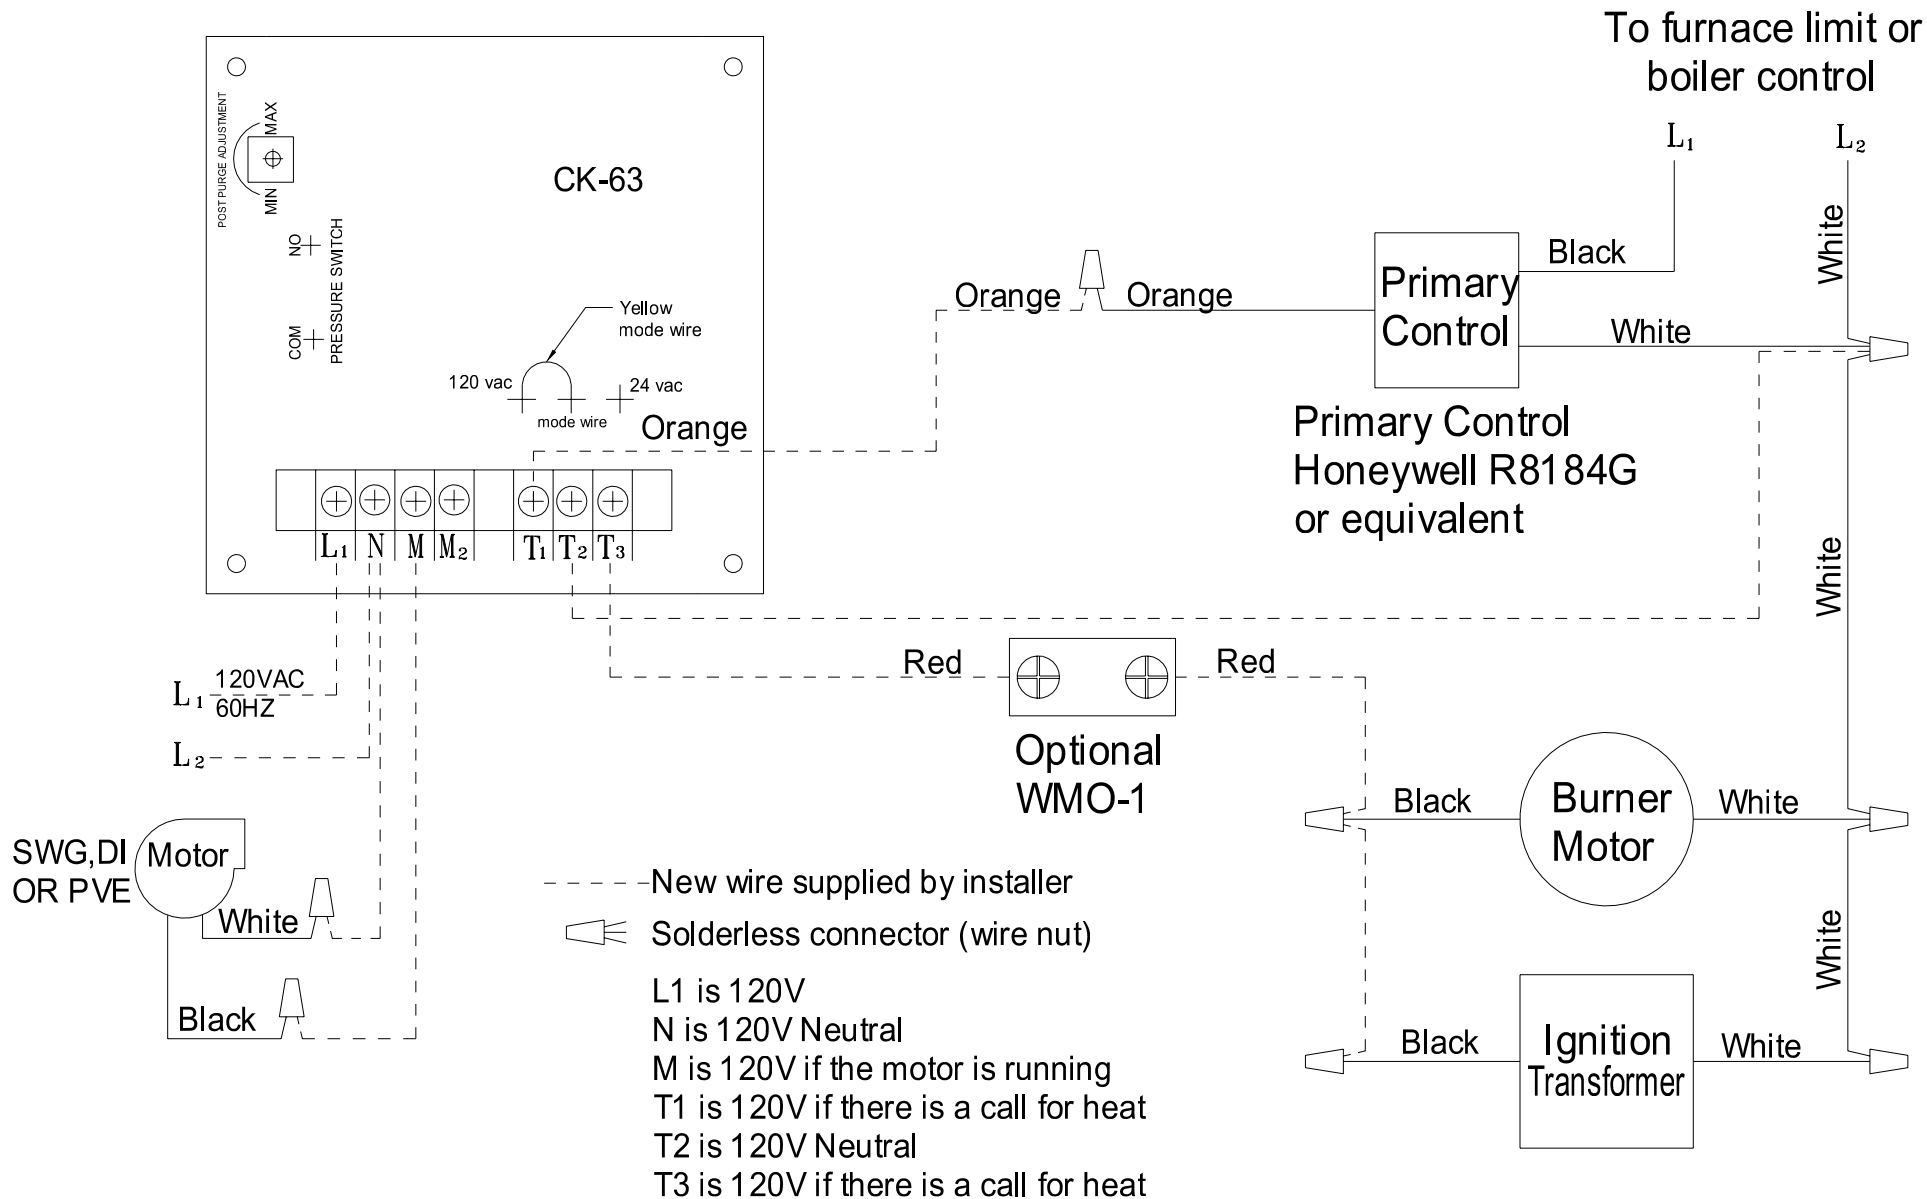 To furnace limit or
boiler control
L1
L2
POST PURGE ADJUSTMENT
MAX
MIN
CK-63
NO
COM
PRESSURE SWITCH
Yellow
mode wire
120 vac
24 vac
mode wire
Orange
L1 N M M2 T1 T2 T3
Orange
Orange
Primary
Control
Black
White
White
Primary Control
Honeywell R8184G
or equivalent
White
L1 120VAC
60HZ
L2
Red
Red
Optional
WMO-1
Black
Burner
Motor
White
SWG,DI
OR PVE
Motor
White
Black
New wire supplied by installer
Solderless connector (wire nut)
White
Black
Ignition
Transformer
White
L1 is 120V
N is 120V Neutral
M is 120V if the motor is running
T1 is 120V if there is a call for heat
T2 is 120V Neutral
T3 is 120V if there is a call for heat